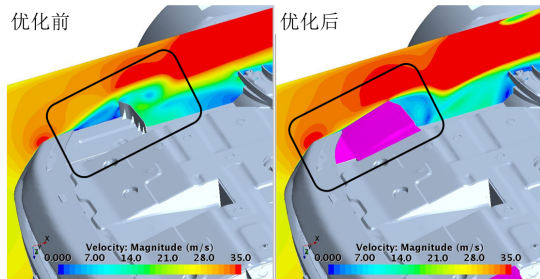 优化前
优化后
X
Z
Velocity: Magnitude (m/s)
0.000 7.00 14.0 21.0 28.0 35.0
X
Z
Velocity: Magnitude (m/s)
0.000 7.00 14.0 21.0 28.0 35.0